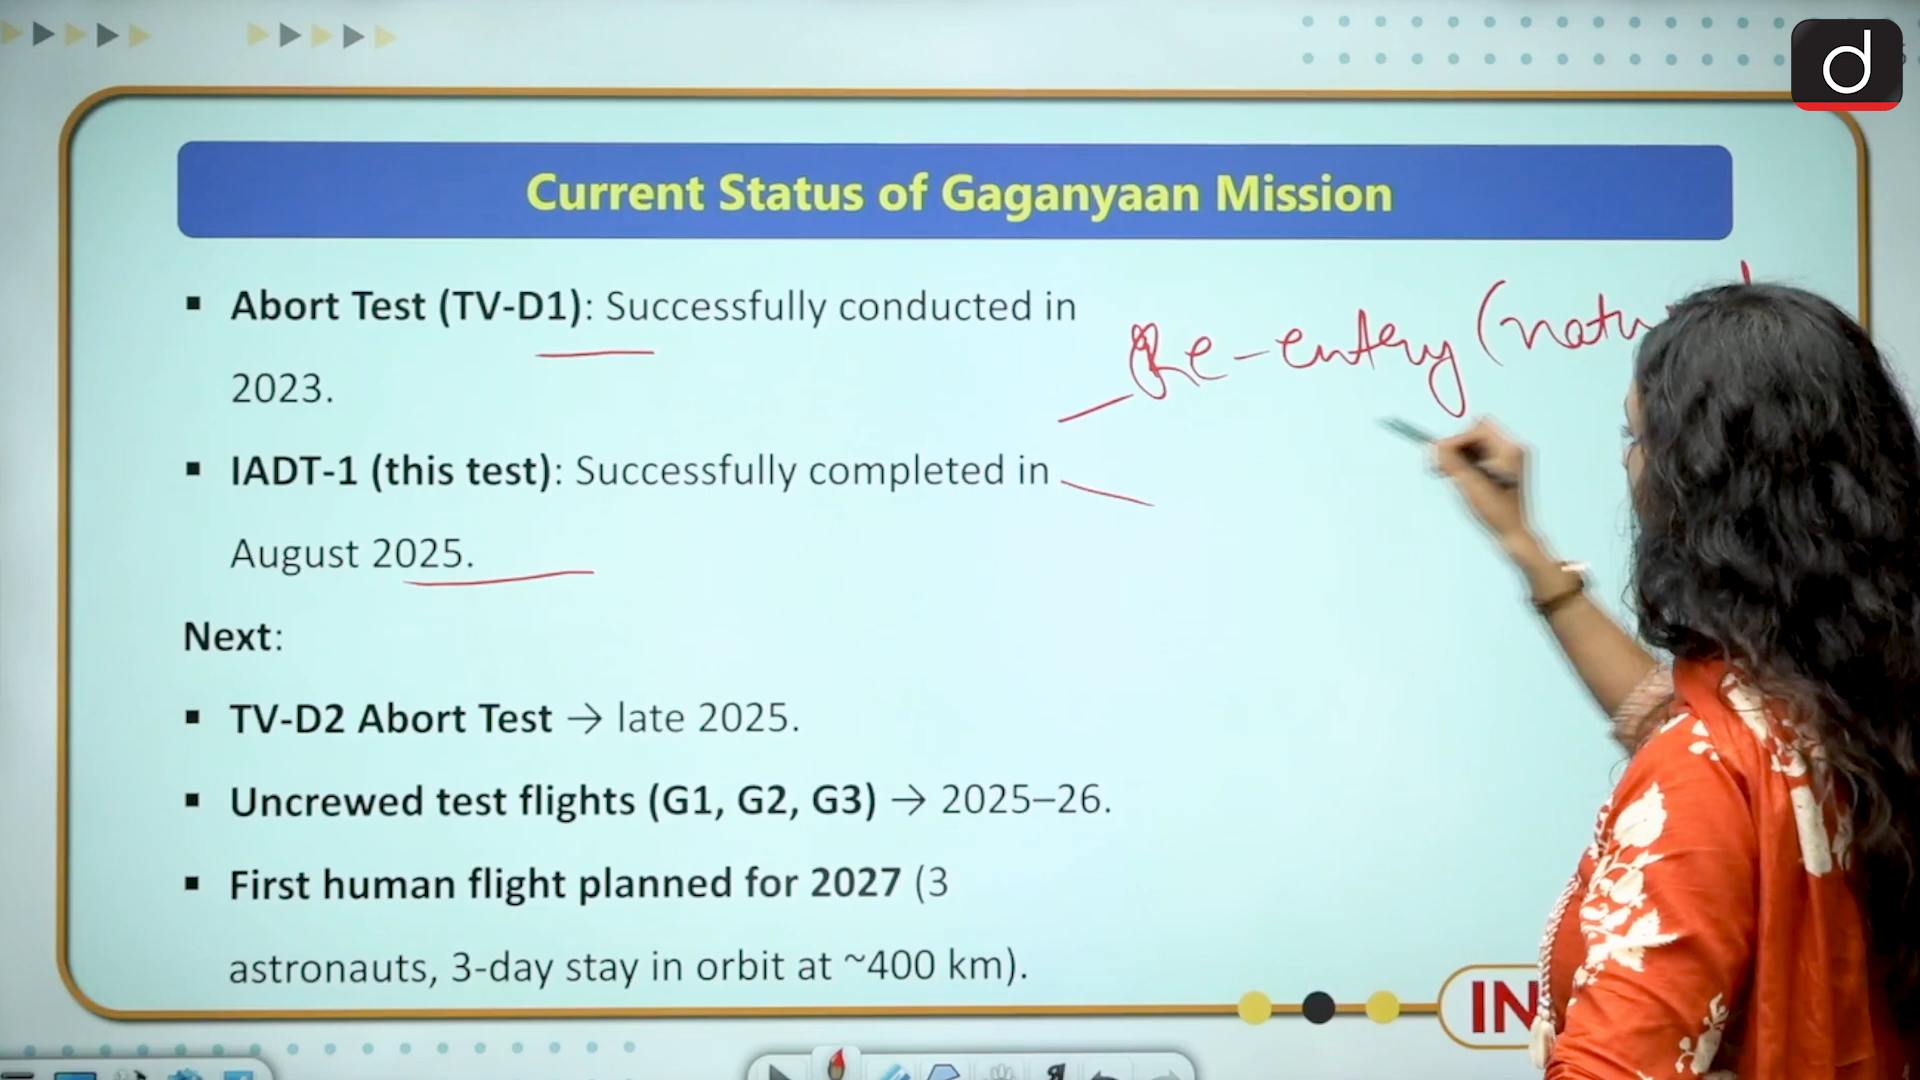 d
Current Status of Gaganyaan Mission
▪ Abort Test (TV-D1): Successfully conducted in
2023.
Re-entery (natu
▪ IADT-1 (this test): Successfully completed in
August 2025.
Next:
▪ TV-D2 Abort Test → late 2025.
▪ Uncrewed test flights (G1, G2, G3) → 2025–26.
▪ First human flight planned for 2027 (3
astronauts, 3-day stay in orbit at ~400 km).
IN